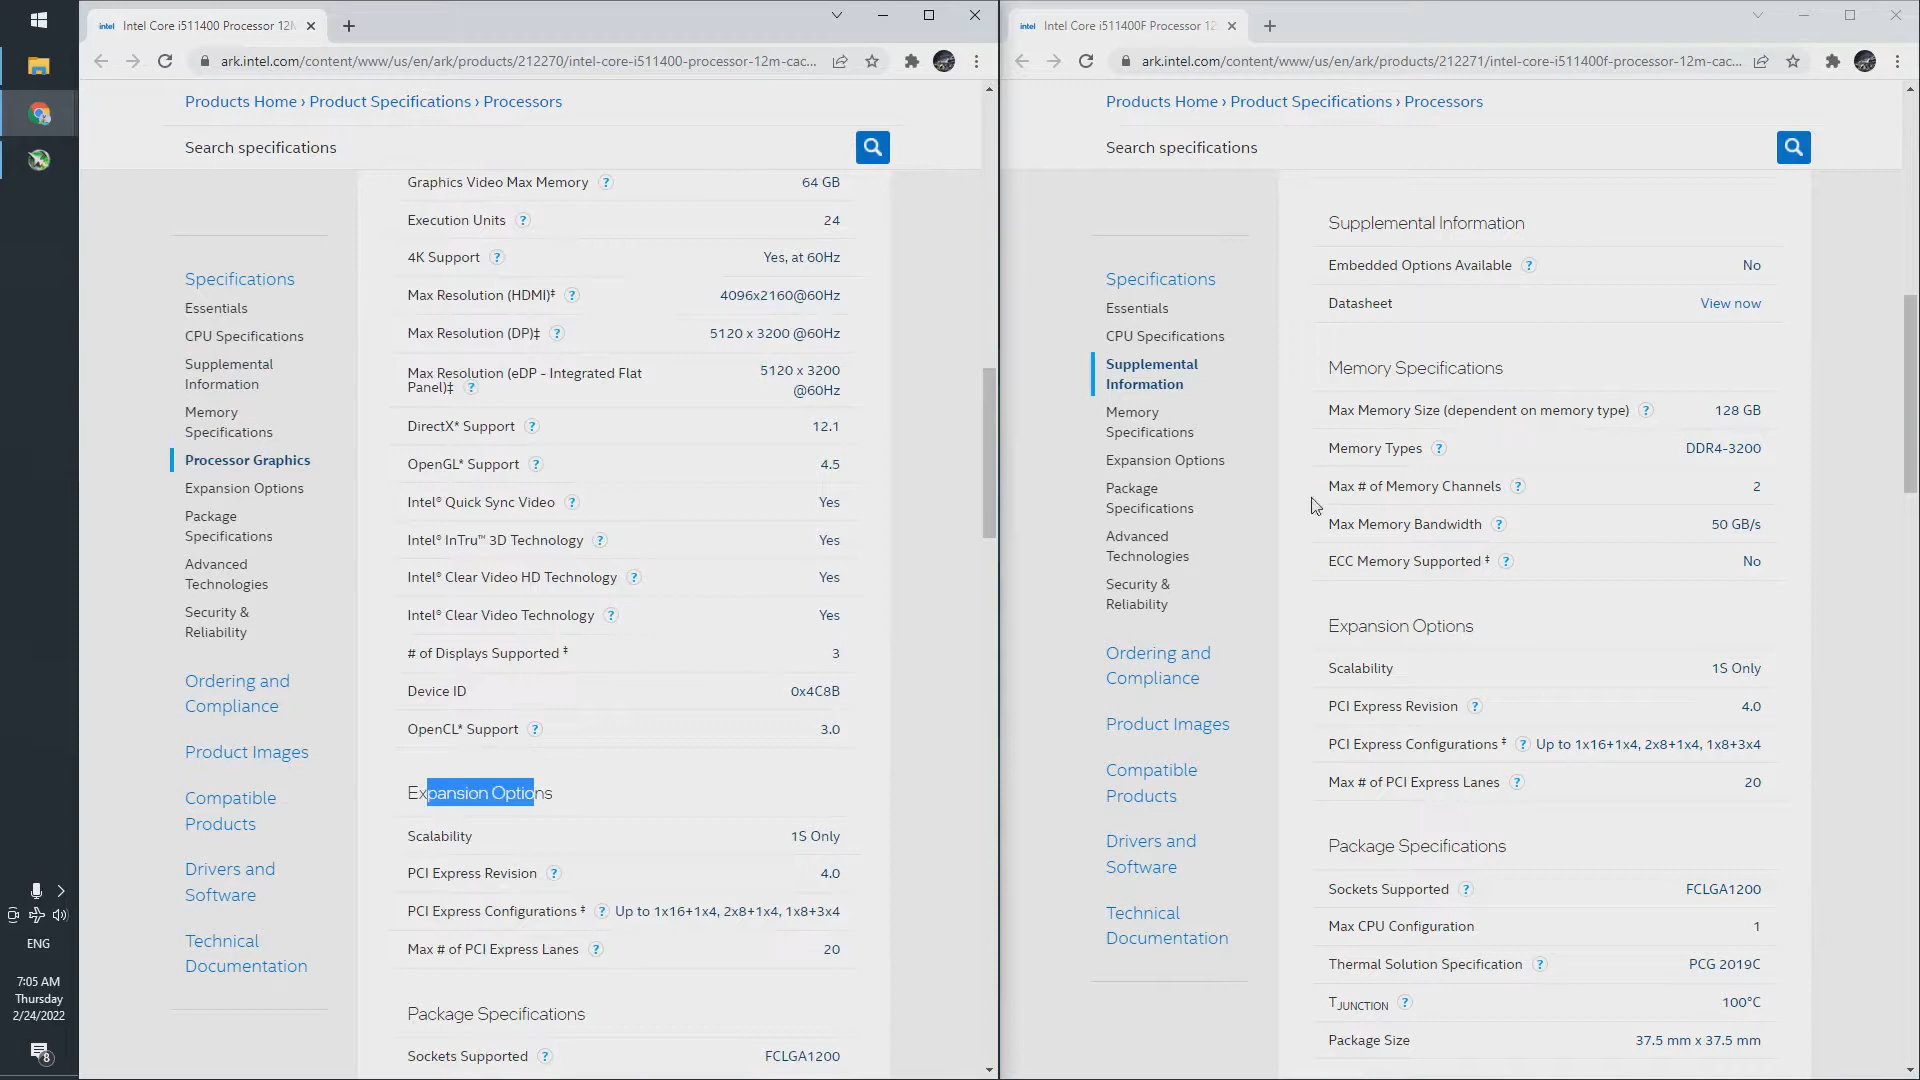 intel Intel Core i511400 Processor 12M
ark.intel.com/content/www/us/en/ark/products/212270/intel-core-i511400-processor-12m-cac...
Products Home › Product Specifications › Processors
Search specifications
Specifications
Essentials
CPU Specifications
Supplemental
Information
Memory
Specifications
Processor Graphics
Expansion Options
Package
Specifications
Advanced
Technologies
Security &
Reliability
Ordering and
Compliance
Product Images
Compatible
Products
Drivers and
Software
Technical
Documentation
Graphics Video Max Memory ? 64 GB
Execution Units ? 24
4K Support ? Yes, at 60Hz
Max Resolution (HDMI)‡ ? 4096x2160@60Hz
Max Resolution (DP)‡ ? 5120 x 3200 @60Hz
Max Resolution (eDP - Integrated Flat
Panel)‡ ? 5120 x 3200
@60Hz
DirectX* Support ? 12.1
OpenGL* Support ? 4.5
Intel® Quick Sync Video ? Yes
Intel® InTru™ 3D Technology ? Yes
Intel® Clear Video HD Technology ? Yes
Intel® Clear Video Technology ? Yes
# of Displays Supported ‡ 3
Device ID 0x4C8B
OpenCL* Support ? 3.0
Expansion Options
Scalability 1S Only
PCI Express Revision ? 4.0
PCI Express Configurations ‡ ? Up to 1x16+1x4, 2x8+1x4, 1x8+3x4
Max # of PCI Express Lanes ? 20
Package Specifications
Sockets Supported ? FCLGA1200
intel Intel Core i511400F Processor 12
ark.intel.com/content/www/us/en/ark/products/212271/intel-core-i511400f-processor-12m-cac...
Products Home › Product Specifications › Processors
Search specifications
Specifications
Essentials
CPU Specifications
Supplemental
Information
Memory
Specifications
Expansion Options
Package
Specifications
Advanced
Technologies
Security &
Reliability
Ordering and
Compliance
Product Images
Compatible
Products
Drivers and
Software
Technical
Documentation
Supplemental Information
Embedded Options Available ? No
Datasheet View now
Memory Specifications
Max Memory Size (dependent on memory type) ? 128 GB
Memory Types ? DDR4-3200
Max # of Memory Channels ? 2
Max Memory Bandwidth ? 50 GB/s
ECC Memory Supported ‡ ? No
Expansion Options
Scalability 1S Only
PCI Express Revision ? 4.0
PCI Express Configurations ‡ ? Up to 1x16+1x4, 2x8+1x4, 1x8+3x4
Max # of PCI Express Lanes ? 20
Package Specifications
Sockets Supported ? FCLGA1200
Max CPU Configuration 1
Thermal Solution Specification ? PCG 2019C
TJUNCTION ? 100°C
Package Size 37.5 mm x 37.5 mm
ENG
7:05 AM
Thursday
2/24/2022
8